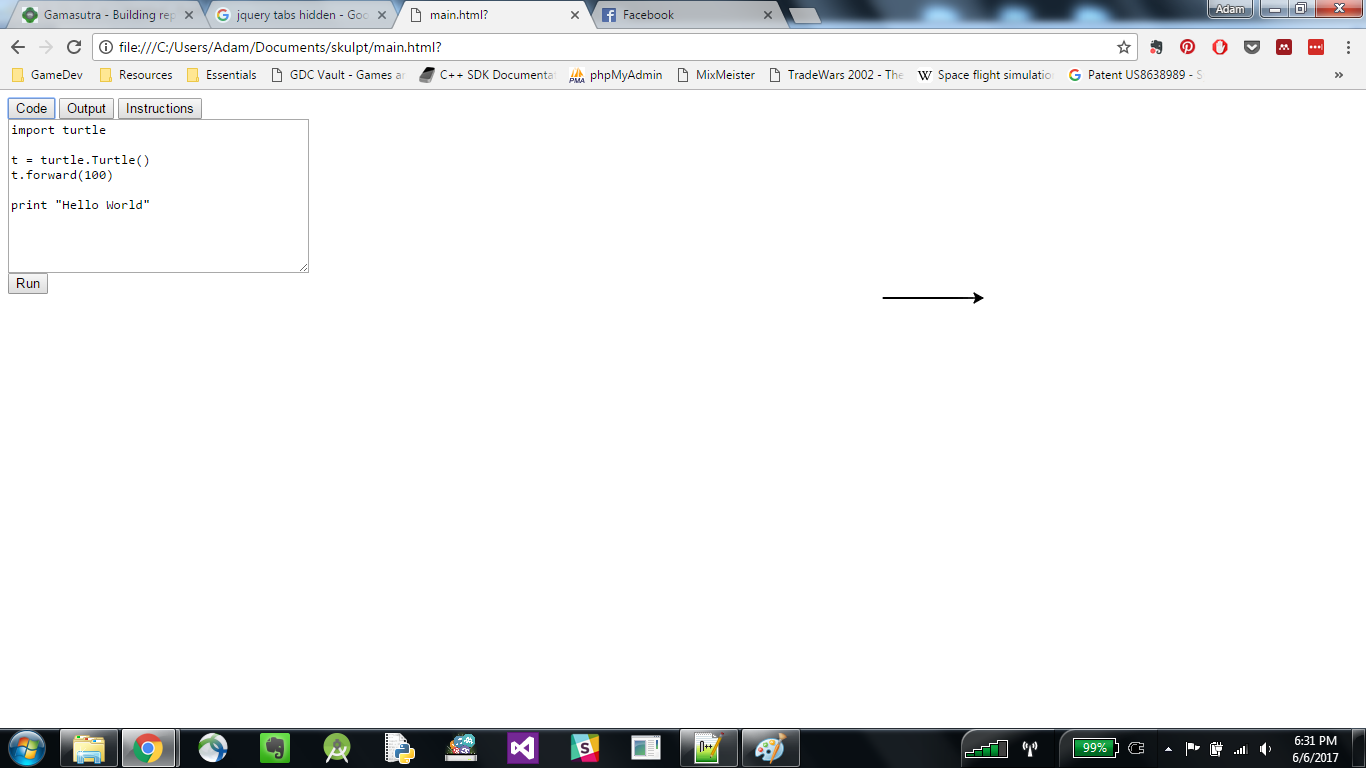 Gamasutra - Building rep
jquery tabs hidden - Goo
main.html?
Facebook
Adam
file:///C:/Users/Adam/Documents/skulpt/main.html?
GameDev
Resources
Essentials
GDC Vault - Games ar
C++ SDK Documenta
PMA
phpMyAdmin
MixMeister
TradeWars 2002 - The
W
Space flight simulatio
Patent US8638989 - S
Code
Output
Instructions
import turtle
t = turtle.Turtle()
t.forward(100)
print "Hello World"
Run
99%
6:31 PM
6/6/2017